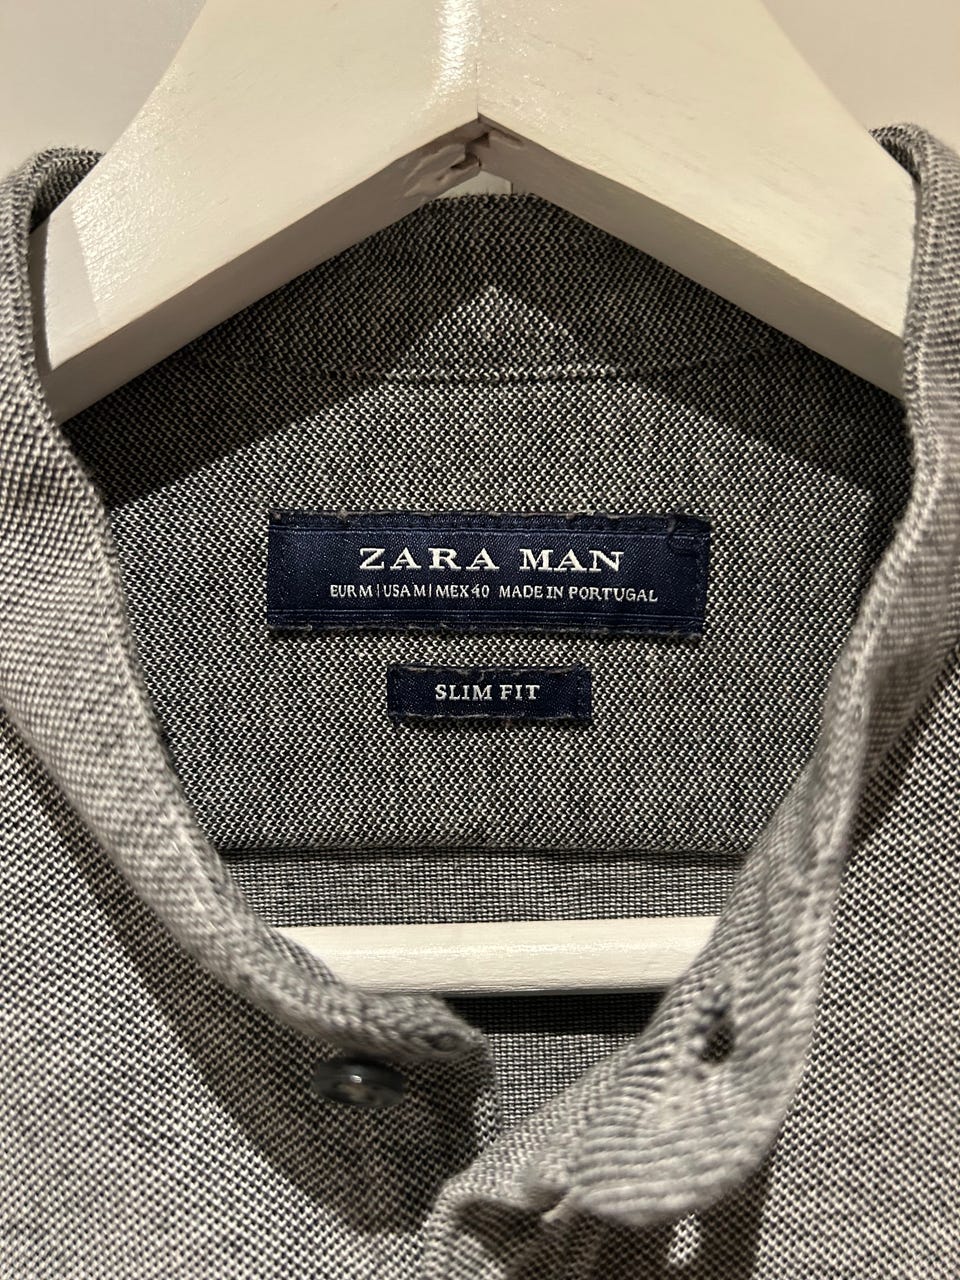 ZARA MAN
EUR M | USA M | MEX 40 MADE IN PORTUGAL
SLIM FIT